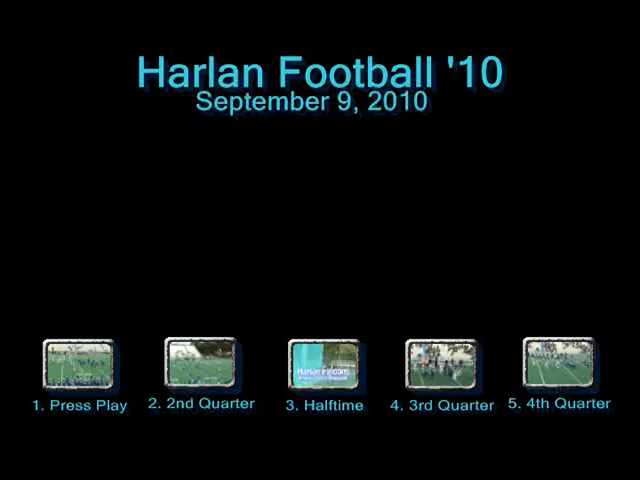 Harlan Football '10
September 9, 2010
1. Press Play
2. 2nd Quarter
3. Halftime
4. 3rd Quarter
5. 4th Quarter